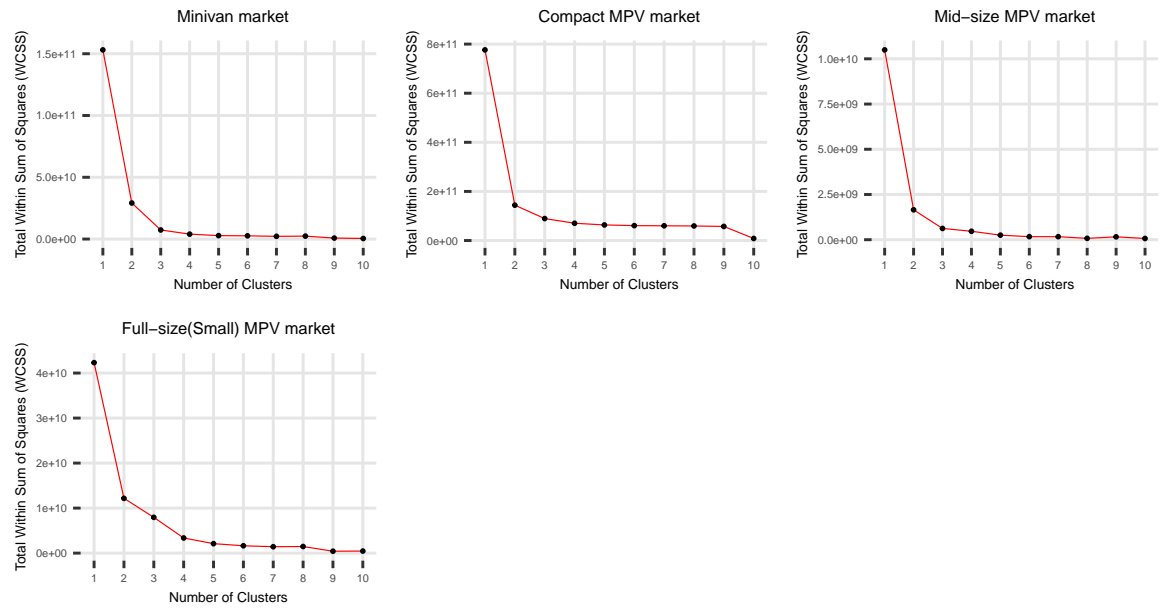 Minivan market
Total Within Sum of Squares (WCSS)
1.5e+11
1.0e+11
5.0e+10
0.0e+00
1 2 3 4 5 6 7 8 9 10
Number of Clusters
Compact MPV market
Total Within Sum of Squares (WCSS)
8e+11
6e+11
4e+11
2e+11
0e+00
1 2 3 4 5 6 7 8 9 10
Number of Clusters
Mid−size MPV market
Total Within Sum of Squares (WCSS)
1.0e+10
7.5e+09
5.0e+09
2.5e+09
0.0e+00
1 2 3 4 5 6 7 8 9 10
Number of Clusters
Full−size(Small) MPV market
Total Within Sum of Squares (WCSS)
4e+10
3e+10
2e+10
1e+10
0e+00
1 2 3 4 5 6 7 8 9 10
Number of Clusters